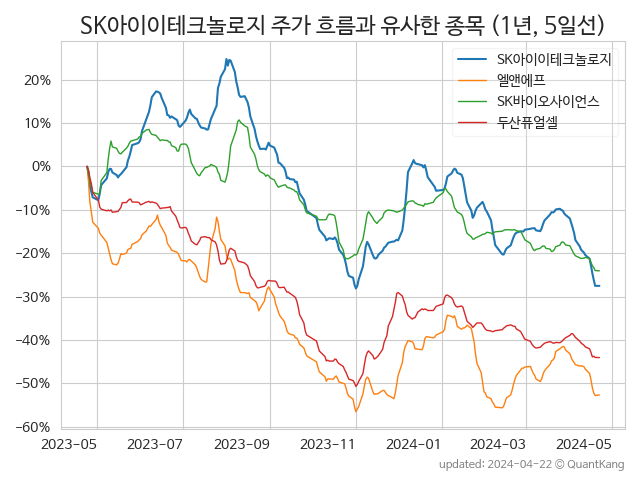 SK아이이테크놀로지 주가 흐름과 유사한 종목 (1년, 5일선)
SK아이이테크놀로지
엘앤에프
SK바이오사이언스
두산퓨얼셀
20%
10%
0%
−10%
−20%
−30%
−40%
−50%
−60%
2023-05 2023-07 2023-09 2023-11 2024-01 2024-03 2024-05
updated: 2024-04-22 © QuantKang